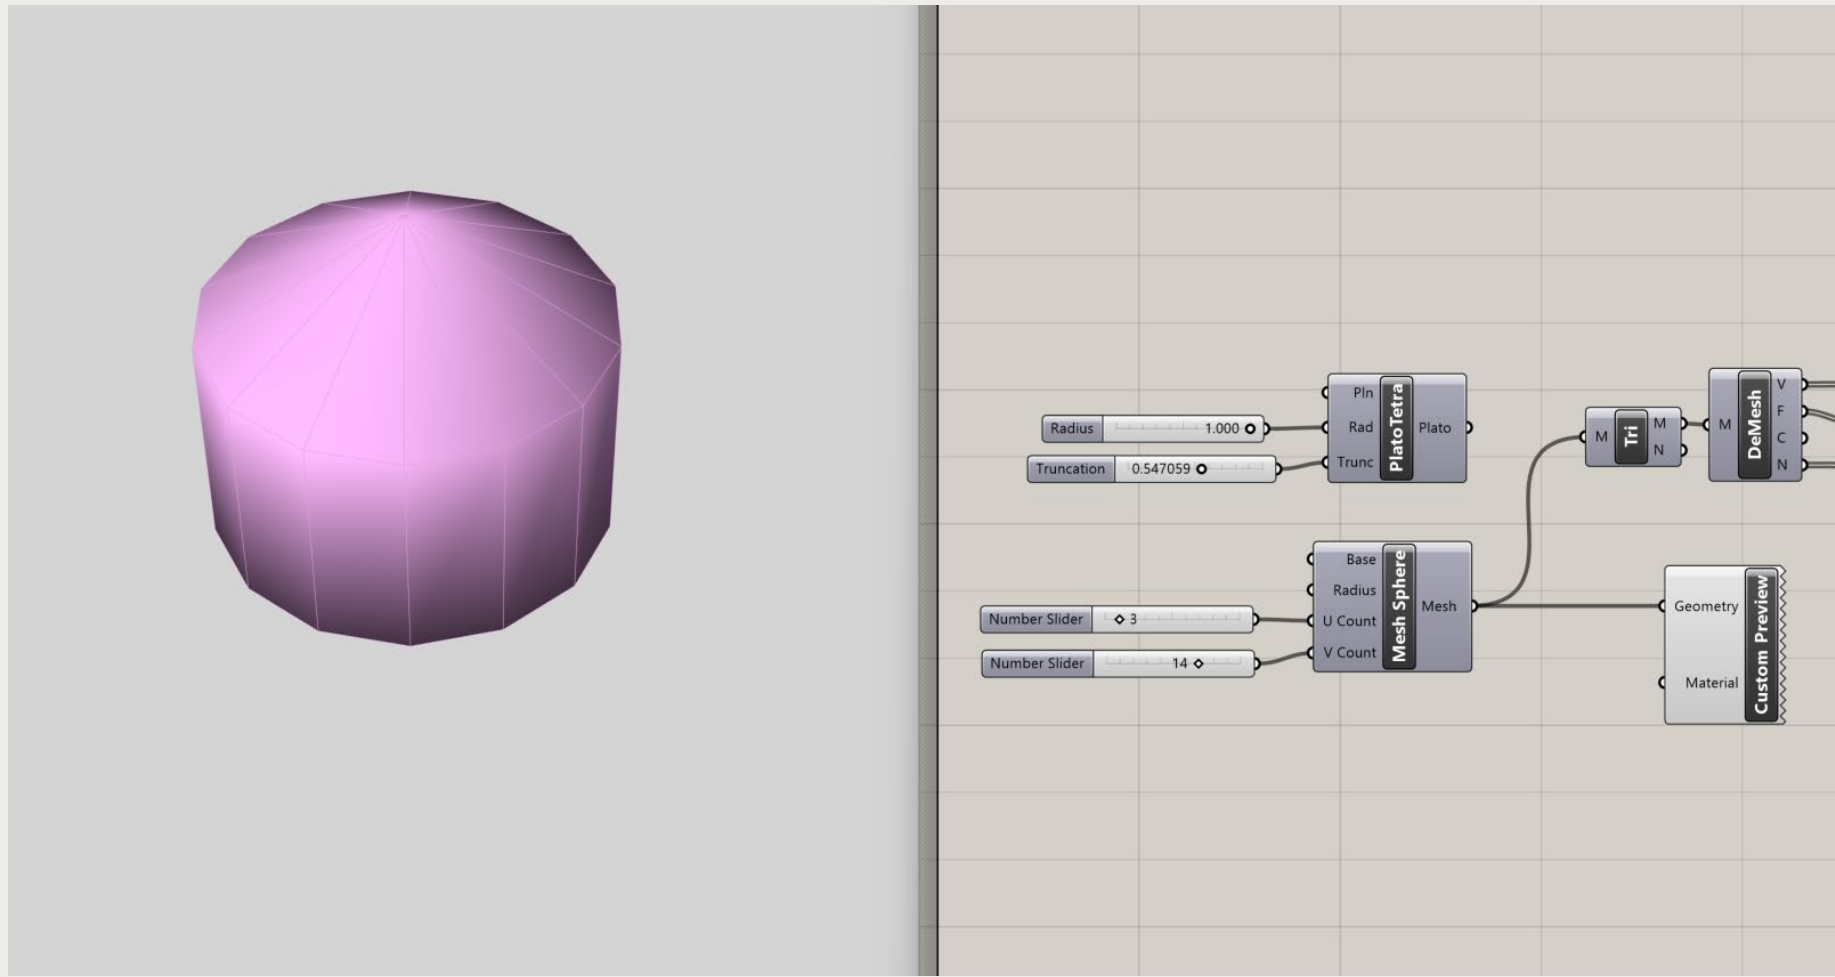 Radius
1.000
Truncation
0.547059
Pln
Rad
Trunc
PlatoTetra
Plato
M
Tri
M
N
M
DeMesh
V
F
C
N
Number Slider
3
Number Slider
14
Base
Radius
U Count
V Count
Mesh Sphere
Mesh
Geometry
Material
Custom Preview